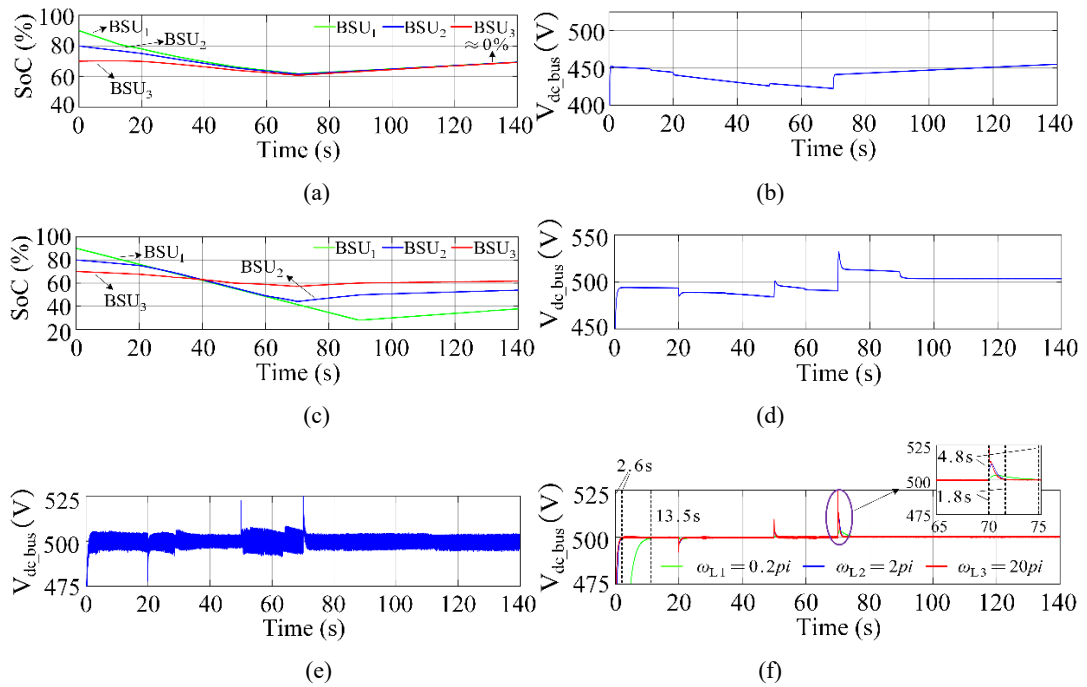 SoC (%)
100
80
60
40
BSU1
BSU2
BSU3
BSU1 BSU2 BSU3
≈0%
0 20 40 60 80 100 120 140
Time (s)
(a)
Vdc_bus (V)
500
450
400
0 20 40 60 80 100 120 140
Time (s)
(b)
SoC (%)
100
80
60
40
20
BSU1
BSU3
BSU2
BSU1 BSU2 BSU3
0 20 40 60 80 100 120 140
Time (s)
(c)
Vdc_bus (V)
550
500
450
0 20 40 60 80 100 120 140
Time (s)
(d)
Vdc_bus (V)
525
500
475
0 20 40 60 80 100 120 140
Time (s)
(e)
Vdc_bus (V)
525
500
475
2.6s
13.5s
525
500
475
4.8s
1.8s
65 70 75
ωL1=0.2pi ωL2=2pi ωL3=20pi
0 20 40 60 80 100 120 140
Time (s)
(f)